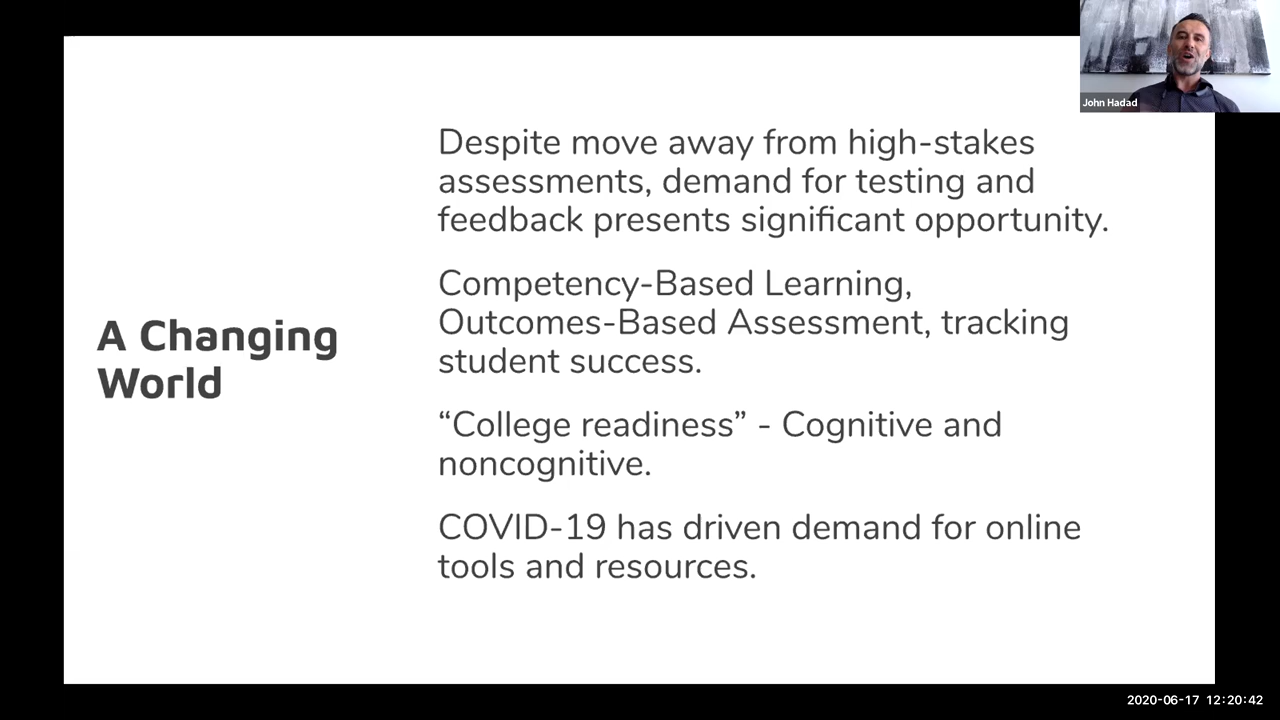 John Hadad
A Changing
World
Despite move away from high-stakes
assessments, demand for testing and
feedback presents significant opportunity.
Competency-Based Learning,
Outcomes-Based Assessment, tracking
student success.
“College readiness” - Cognitive and
noncognitive.
COVID-19 has driven demand for online
tools and resources.
2020-06-17 12:20:42